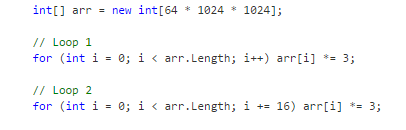 int[] arr = new int[64 * 1024 * 1024];
// Loop 1
for (int i = 0; i < arr.Length; i++) arr[i] *= 3;
// Loop 2
for (int i = 0; i < arr.Length; i += 16) arr[i] *= 3;